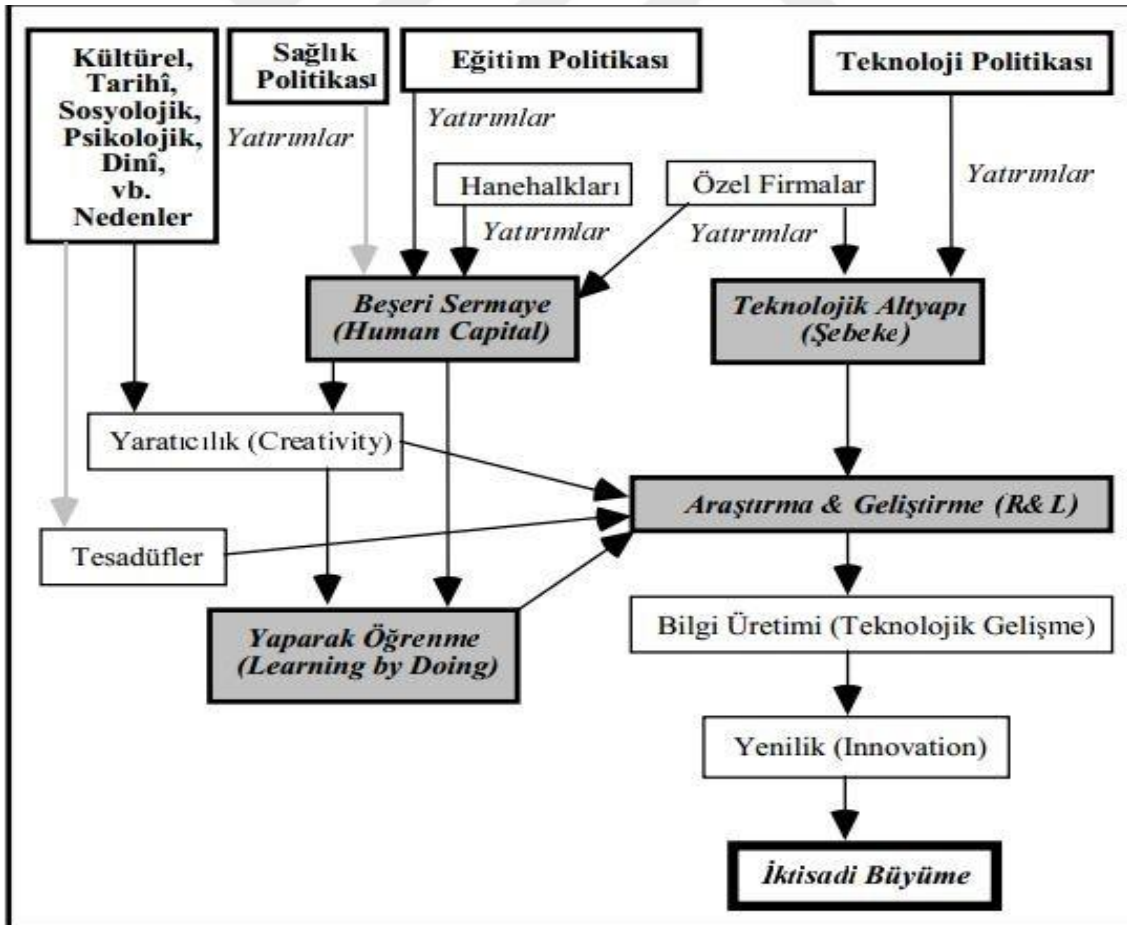 Kültürel,
Tarihî,
Sosyolojik,
Psikolojik,
Dinî,
vb.
Nedenler
Sağlık
Politikası
Eğitim Politikası
Teknoloji Politikası
Yatırımlar
Yatırımlar
Yatırımlar
Hanehalkları
Özel Firmalar
Yatırımlar
Yatırımlar
Beşeri Sermaye
(Human Capital)
Teknolojik Altyapı
(Şebeke)
Yaratıcılık (Creativity)
Araştırma & Geliştirme (R&L)
Tesadüfler
Yaparak Öğrenme
(Learning by Doing)
Bilgi Üretimi (Teknolojik Gelişme)
Yenilik (Innovation)
İktisadi Büyüme